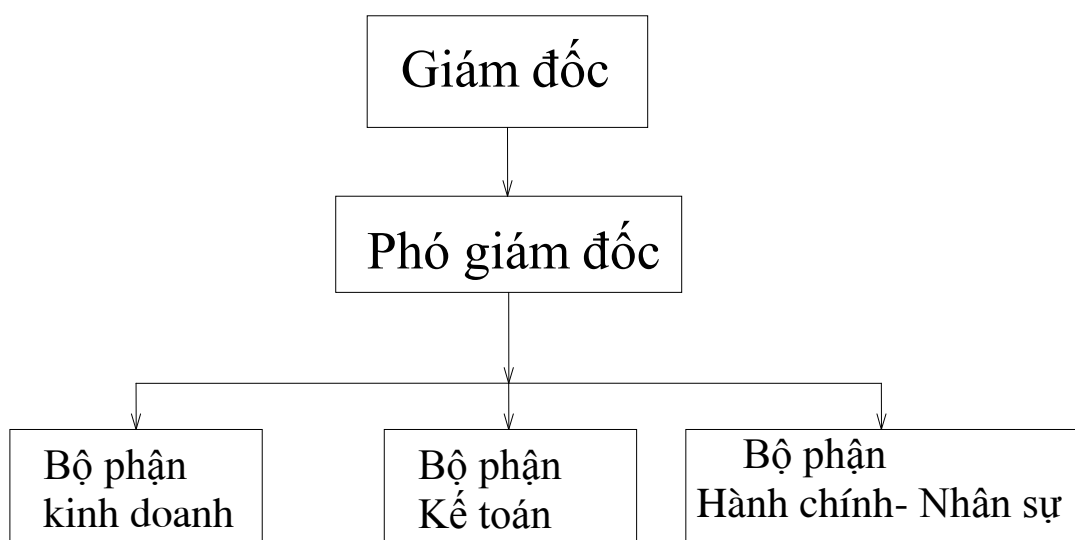 Giám đốc
Phó giám đốc
Bộ phận
kinh doanh
Bộ phận
Kế toán
Bộ phận
Hành chính- Nhân sự